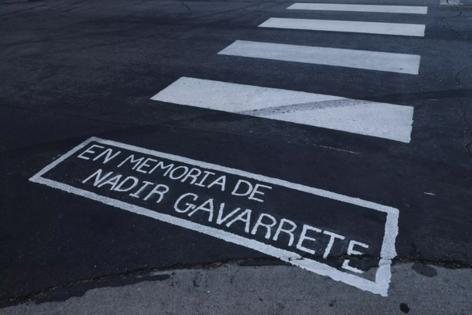 EN MEMORIA DE
NADIR GAVARRETE